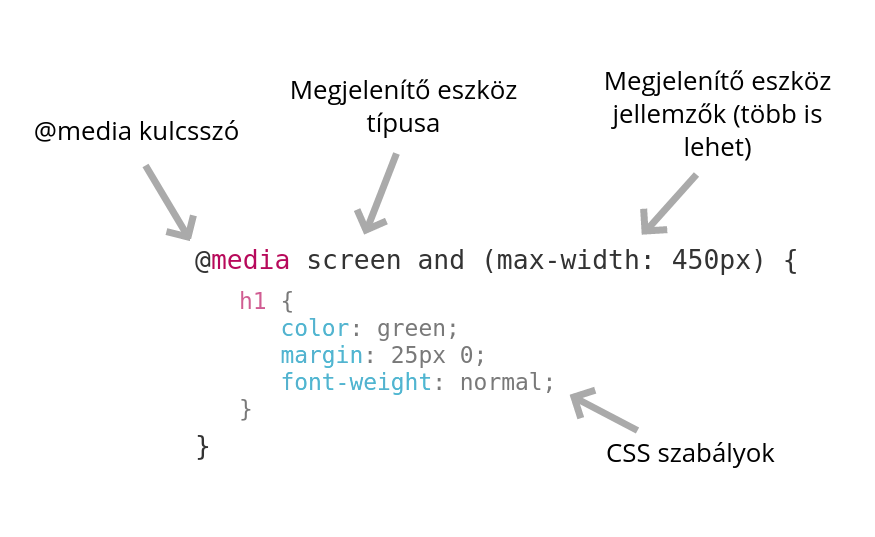 Megjelenítő eszköz
típusa
Megjelenítő eszköz
jellemzők (több is
lehet)
@media kulcsszó
@media screen and (max-width: 450px) {
h1 {
color: green;
margin: 25px 0;
font-weight: normal;
}
}
CSS szabályok